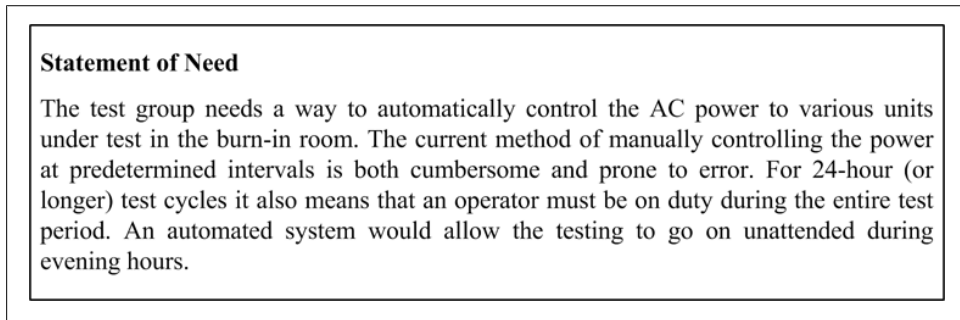 Statement of Need
The test group needs a way to automatically control the AC power to various units
under test in the burn-in room. The current method of manually controlling the power
at predetermined intervals is both cumbersome and prone to error. For 24-hour (or
longer) test cycles it also means that an operator must be on duty during the entire test
period. An automated system would allow the testing to go on unattended during
evening hours.